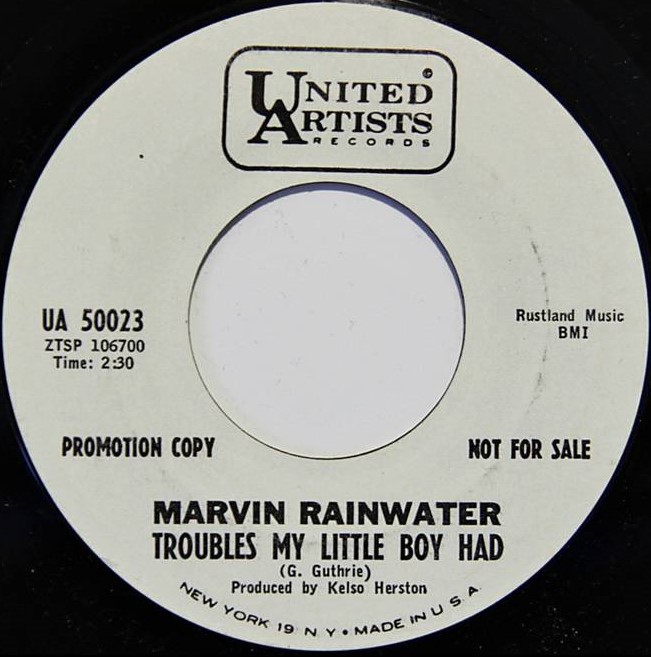 UNITED
ARTISTS
RECORDS
UA 50023
ZTSP 106700
Time: 2:30
Rustland Music
BMI
PROMOTION COPY
NOT FOR SALE
MARVIN RAINWATER
TROUBLES MY LITTLE BOY HAD
(G. Guthrie)
Produced by Kelso Herston
NEW YORK 19 N Y • MADE IN U S A